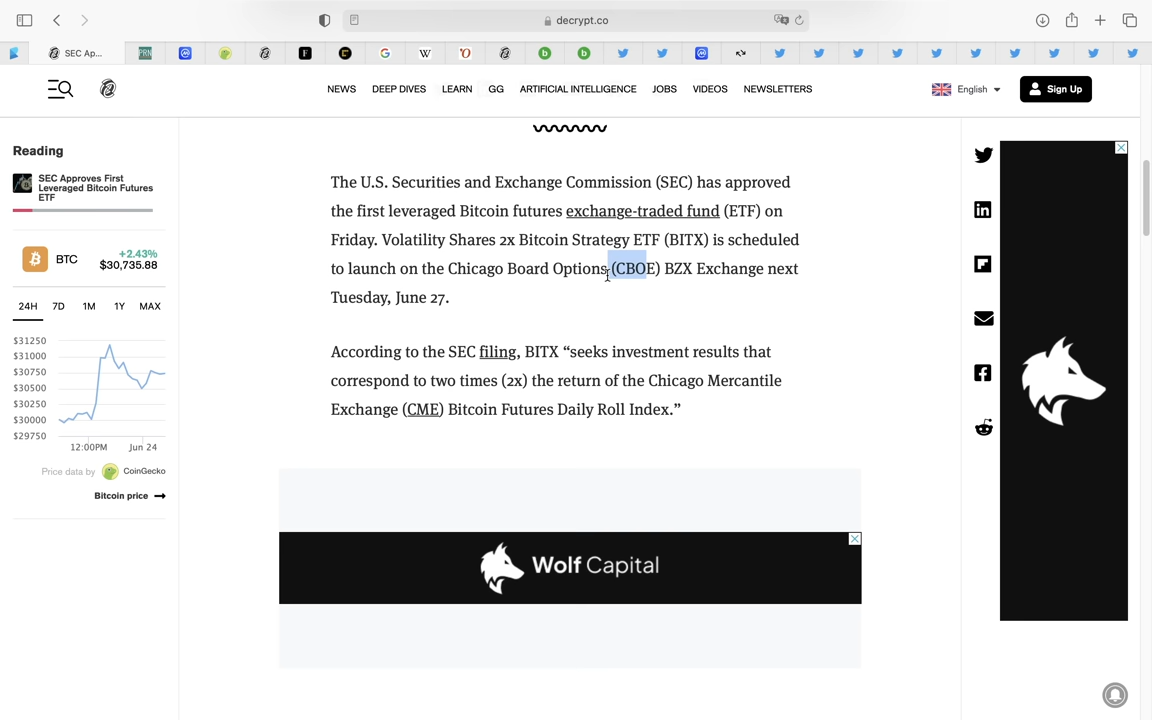 decrypt.co
SEC Ap...
PRN
NEWS DEEP DIVES LEARN GG ARTIFICIAL INTELLIGENCE JOBS VIDEOS NEWSLETTERS
English
Sign Up
Reading
SEC Approves First
Leveraged Bitcoin Futures
ETF
BTC
+2.43%
$30,735.88
24H 7D 1M 1Y MAX
$31250
$31000
$30750
$30500
$30250
$30000
$29750
12:00PM Jun 24
Price data by CoinGecko
Bitcoin price
The U.S. Securities and Exchange Commission (SEC) has approved
the first leveraged Bitcoin futures exchange-traded fund (ETF) on
Friday. Volatility Shares 2x Bitcoin Strategy ETF (BITX) is scheduled
to launch on the Chicago Board Options (CBOE) BZX Exchange next
Tuesday, June 27.
According to the SEC filing, BITX “seeks investment results that
correspond to two times (2x) the return of the Chicago Mercantile
Exchange (CME) Bitcoin Futures Daily Roll Index.”
Wolf Capital